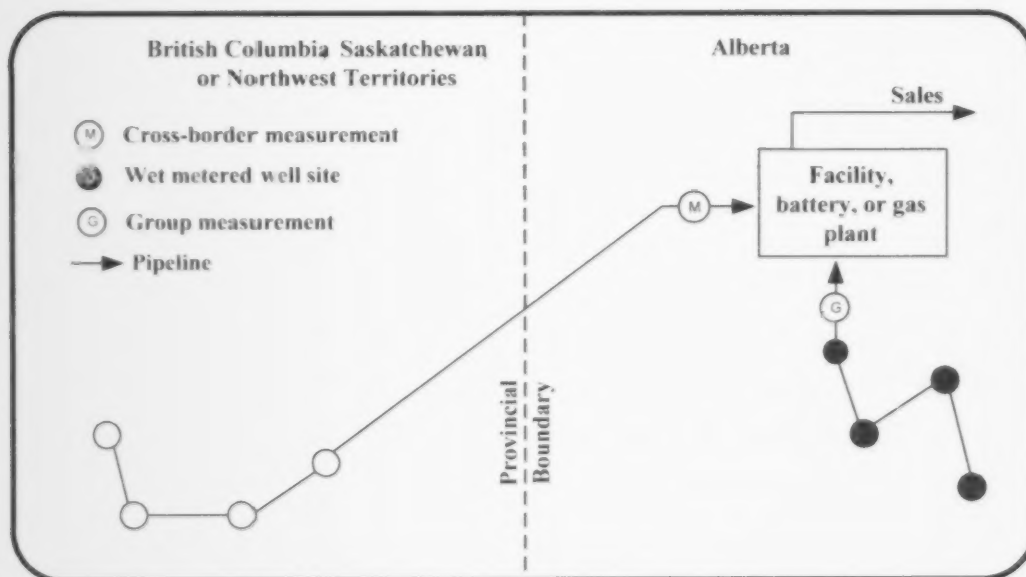 British Columbia Saskatchewan
or Northwest Territories
Alberta
Sales
M Cross-border measurement
Wet metered well site
G Group measurement
Pipeline
M
Facility,
battery, or gas
plant
G
Provincial
Boundary